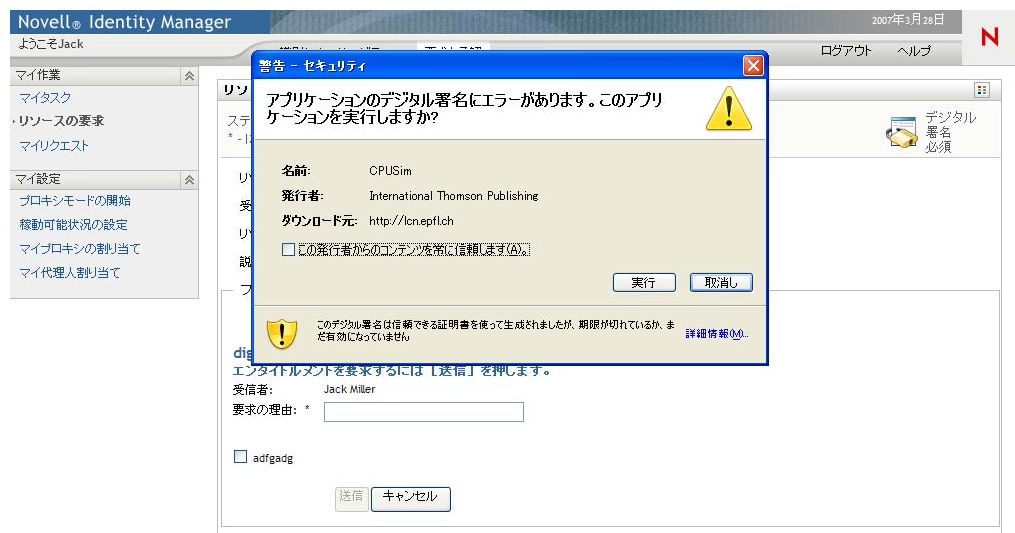 Novell® Identity Manager
2007年3月28日
ようこそJack
ログアウト ヘルプ
N
マイ作業
マイタスク
・リソースの要求
マイリクエスト
マイ設定
プロキシモードの開始
稼動可能状況の設定
マイプロキシの割り当て
マイ代理人割り当て
リソ
ステ
デジタル
署名
必須
* -
リ
受
リ
説
フ
警告 - セキュリティ
アプリケーションのデジタル署名にエラーがあります。このアプリ
ケーションを実行しますか?
名前: CPUSim
発行者: International Thomson Publishing
ダウンロード元: http://lcn.epfl.ch
この発行者からのコンテンツを常に信頼します(A)。
実行 取消し
このデジタル署名は信頼できる証明書を使って生成されましたが、期限が切れているか、ま
だ有効になっていません
詳細情報(M)...
dig
エンタイトルメントを要求するには [送信] を押します。
受信者: Jack Miller
要求の理由: *
adfgadg
送信 キャンセル